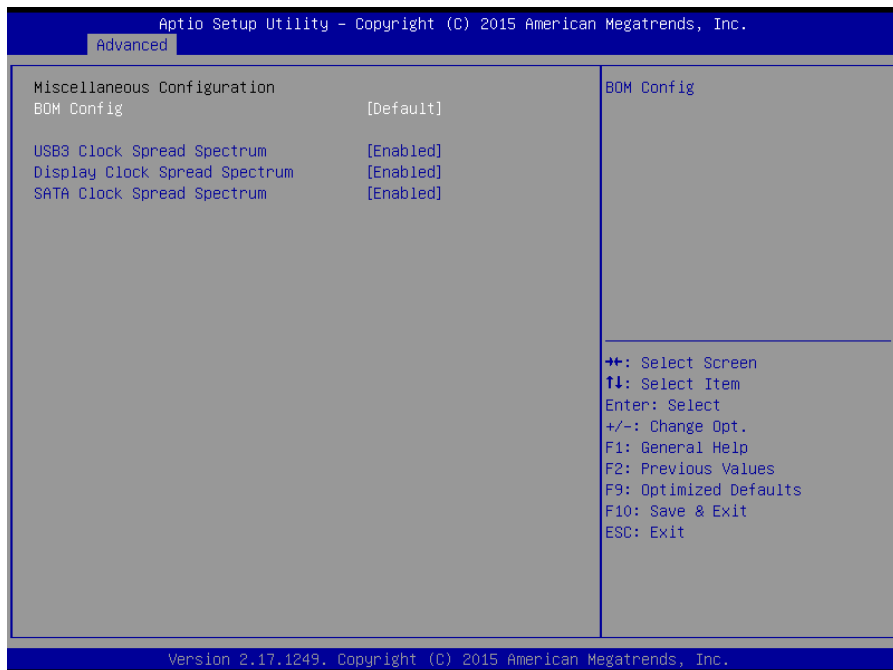 Aptio Setup Utility – Copyright (C) 2015 American Megatrends, Inc.
Advanced
Miscellaneous Configuration
BOM Config [Default]
USB3 Clock Spread Spectrum [Enabled]
Display Clock Spread Spectrum [Enabled]
SATA Clock Spread Spectrum [Enabled]
BOM Config
→←: Select Screen
↑↓: Select Item
Enter: Select
+/-: Change Opt.
F1: General Help
F2: Previous Values
F9: Optimized Defaults
F10: Save & Exit
ESC: Exit
Version 2.17.1249. Copyright (C) 2015 American Megatrends, Inc.